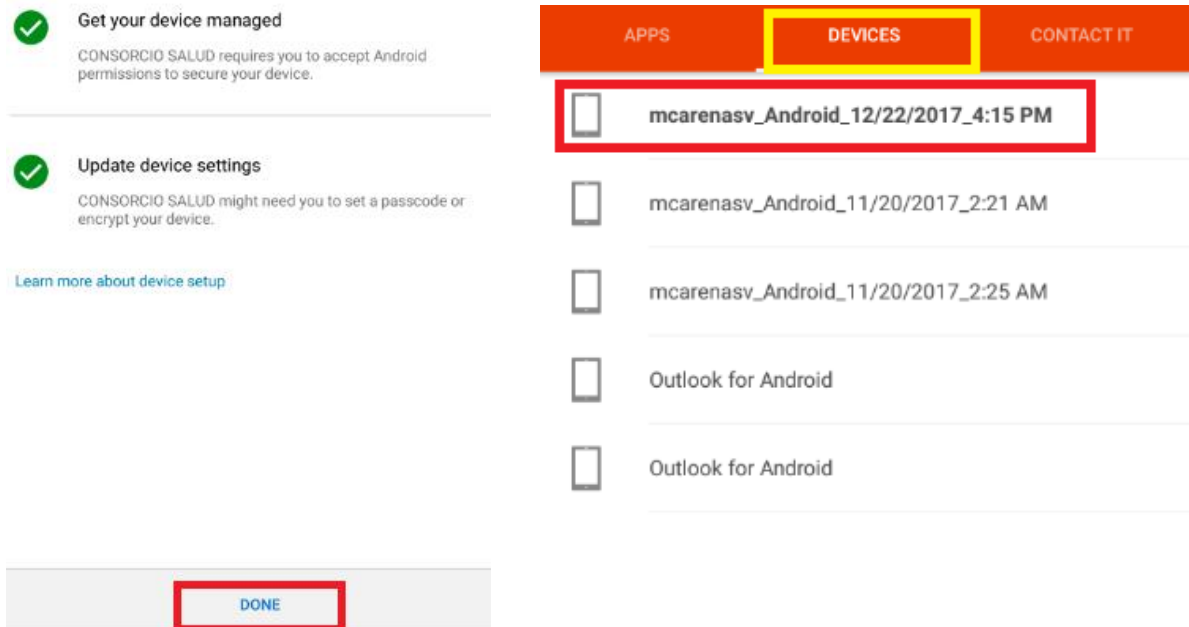 Get your device managed
CONSORCIO SALUD requires you to accept Android
permissions to secure your device.
Update device settings
CONSORCIO SALUD might need you to set a passcode or
encrypt your device.
Learn more about device setup
DONE
APPS DEVICES CONTACT IT
mcarenasv_Android_12/22/2017_4:15 PM
mcarenasv_Android_11/20/2017_2:21 AM
mcarenasv_Android_11/20/2017_2:25 AM
Outlook for Android
Outlook for Android